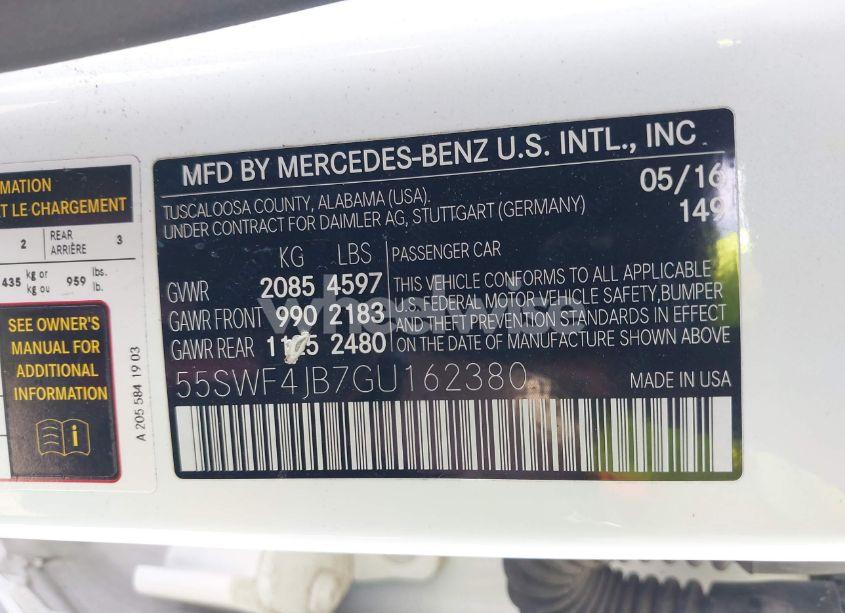 MATION
ET LE CHARGEMENT
2 REAR ARRIÈRE 3
435 kg or kg ou 959 lbs. lb.
SEE OWNER'S
MANUAL FOR
ADDITIONAL
INFORMATION
A 205 584 19 03
MFD BY MERCEDES-BENZ U.S. INTL., INC
TUSCALOOSA COUNTY, ALABAMA (USA). 05/16
UNDER CONTRACT FOR DAIMLER AG, STUTTGART (GERMANY) 149
KG LBS PASSENGER CAR
GVWR 2085 4597 THIS VEHICLE CONFORMS TO ALL APPLICABLE
U.S. FEDERAL MOTOR VEHICLE SAFETY, BUMPER
GAWR FRONT 990 2183 AND THEFT PREVENTION STANDARDS IN EFFECT
GAWR REAR 1125 2480 ON THE DATE OF MANUFACTURE SHOWN ABOVE
55SWF4JB7GU162380 MADE IN USA